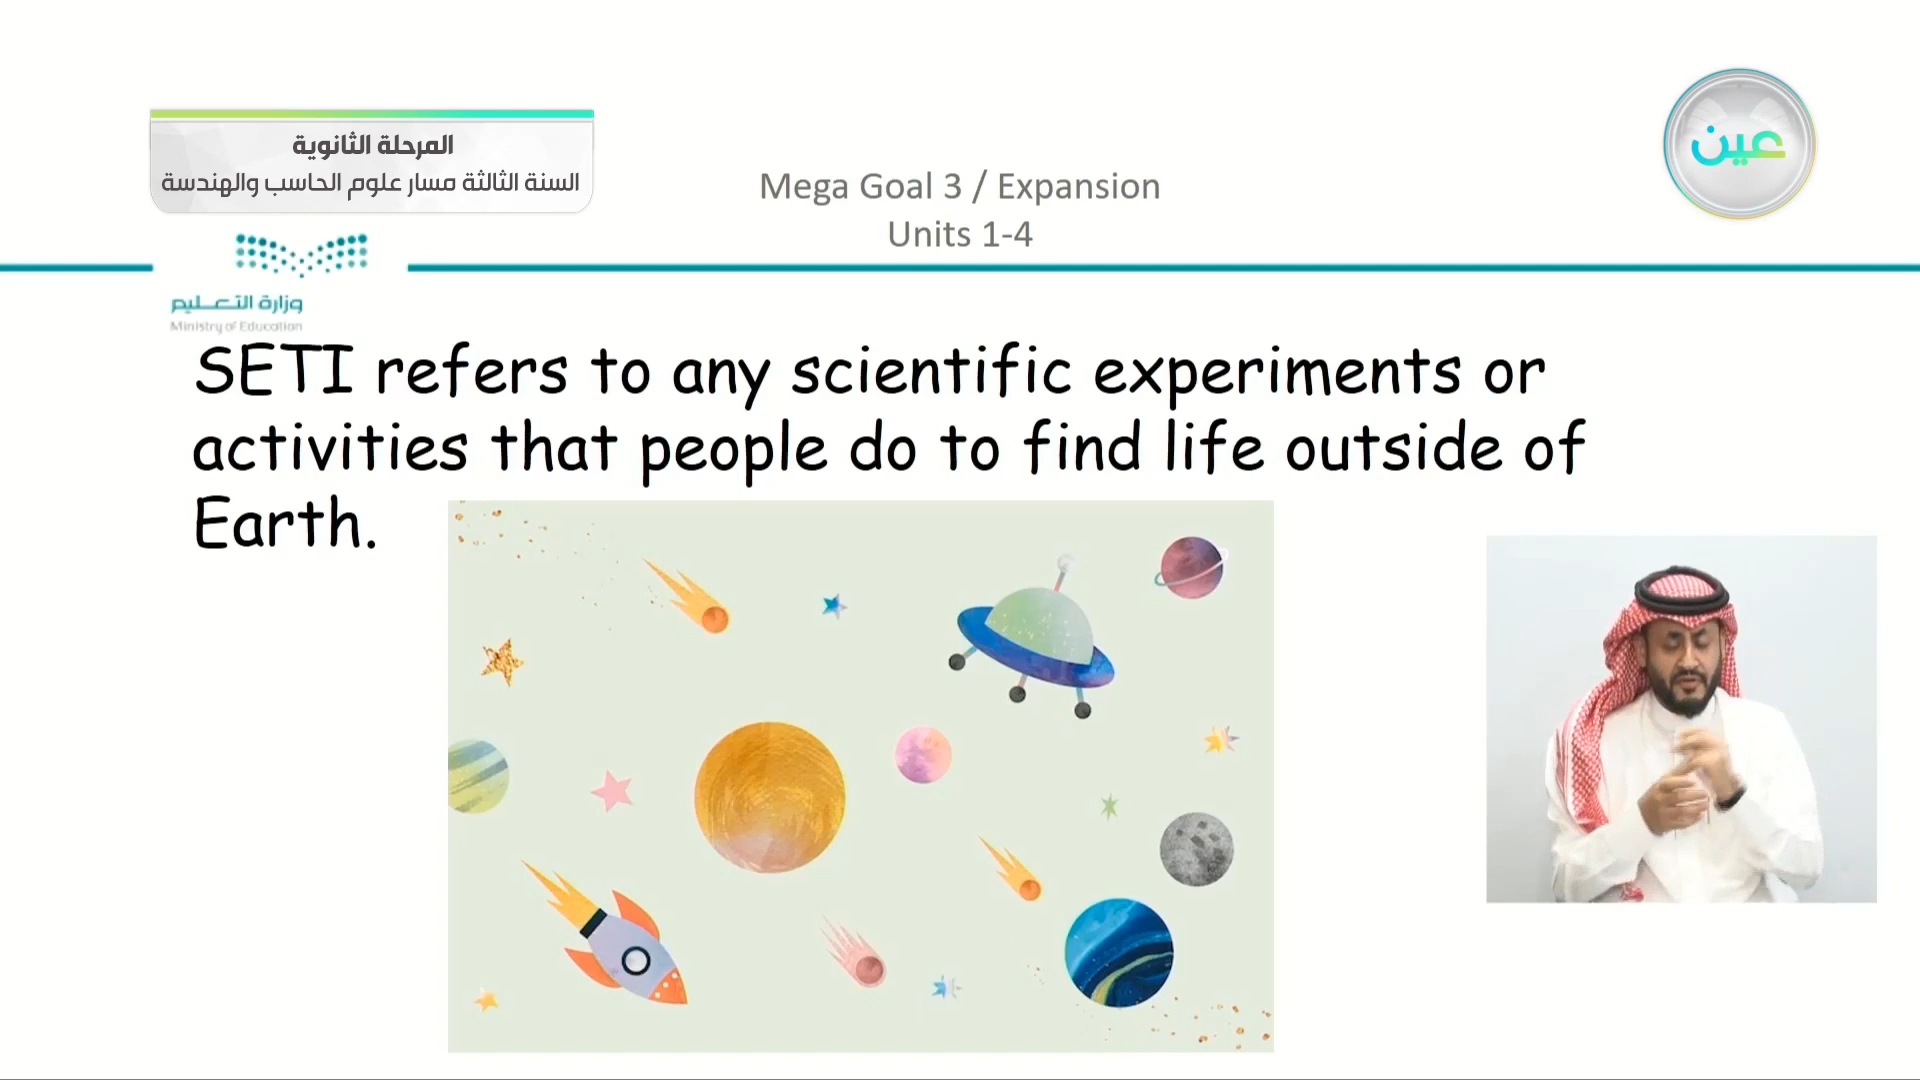 المرحلة الثانوية
السنة الثالثة مسار علوم الحاسب والهندسة
عين
Mega Goal 3 / Expansion
Units 1-4
وزارة التعليم
Ministry of Education
SETI refers to any scientific experiments or
activities that people do to find life outside of
Earth.